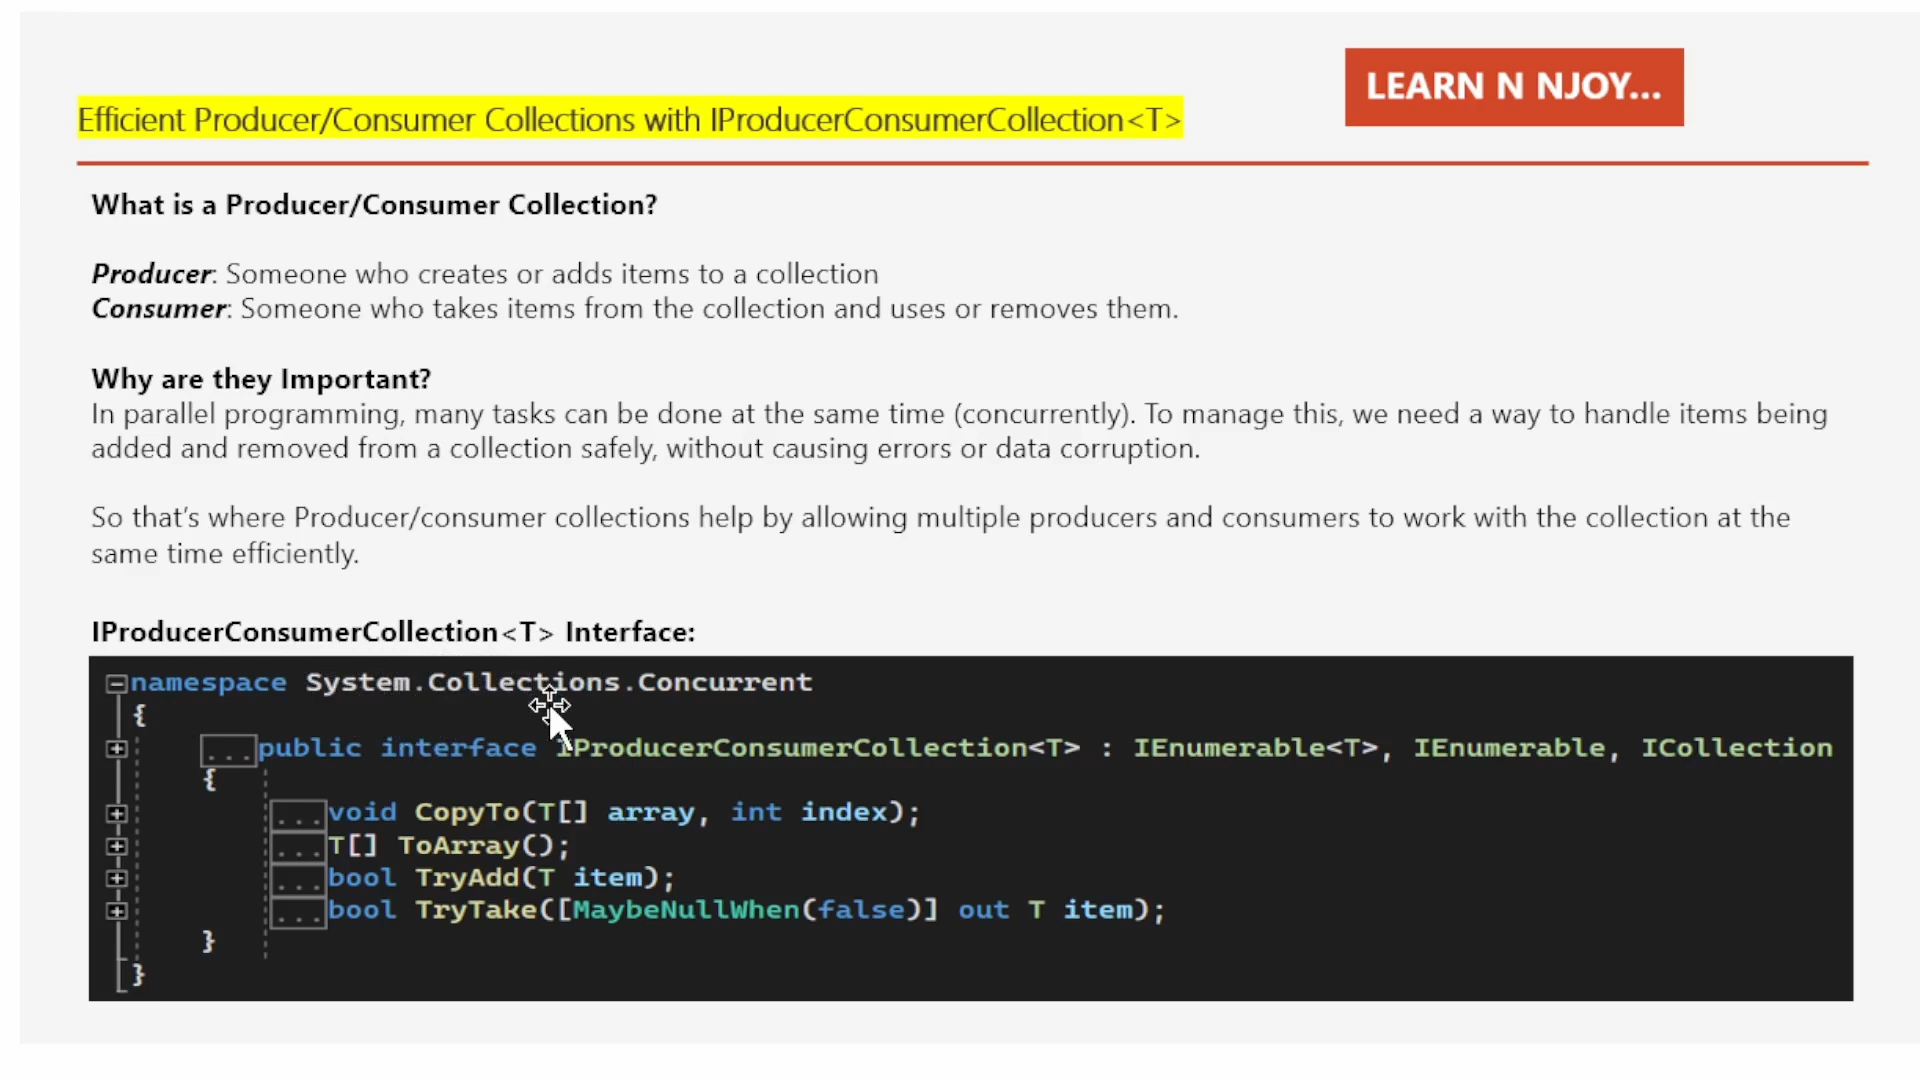 LEARN N NJOY...
Efficient Producer/Consumer Collections with IProducerConsumerCollection<T>
What is a Producer/Consumer Collection?
Producer: Someone who creates or adds items to a collection
Consumer: Someone who takes items from the collection and uses or removes them.
Why are they Important?
In parallel programming, many tasks can be done at the same time (concurrently). To manage this, we need a way to handle items being
added and removed from a collection safely, without causing errors or data corruption.
So that's where Producer/consumer collections help by allowing multiple producers and consumers to work with the collection at the
same time efficiently.
IProducerConsumerCollection<T> Interface:
namespace System.Collections.Concurrent
{
...public interface IProducerConsumerCollection<T> : IEnumerable<T>, IEnumerable, ICollection
{
...void CopyTo(T[] array, int index);
...T[] ToArray();
...bool TryAdd(T item);
...bool TryTake([MaybeNullWhen(false)] out T item);
}
}